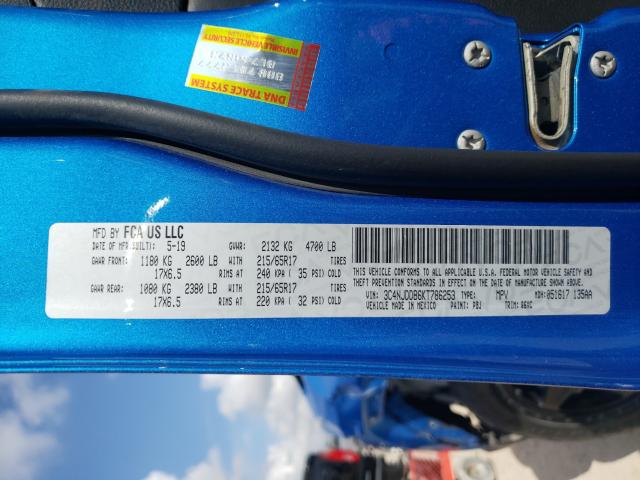 DNA TRACE SYSTEM
INVISIBLE VEHICLE SECURITY
MFD BY FCA US LLC
DATE OF MFR(BUILT): 5-19 GVWR: 2132 KG 4700 LB
GAWR FRONT: 1180 KG 2600 LB WITH 215/65R17 TIRES
17X6.5 RIMS AT 240 KPA ( 35 PSI) COLD
GAWR REAR: 1080 KG 2380 LB WITH 215/65R17 TIRES
17X6.5 RIMS AT 220 KPA ( 32 PSI) COLD
THIS VEHICLE CONFORMS TO ALL APPLICABLE U.S.A. FEDERAL MOTOR VEHICLE SAFETY AND
THEFT PREVENTION STANDARDS IN EFFECT ON THE DATE OF MANUFACTURE SHOWN ABOVE.
VIN: 3C4NJDDB6KT786253 TYPE: MPV MDH: 051617 135AA
VEHICLE MADE IN MEXICO PAINT: PBJ TRIM: B6XC